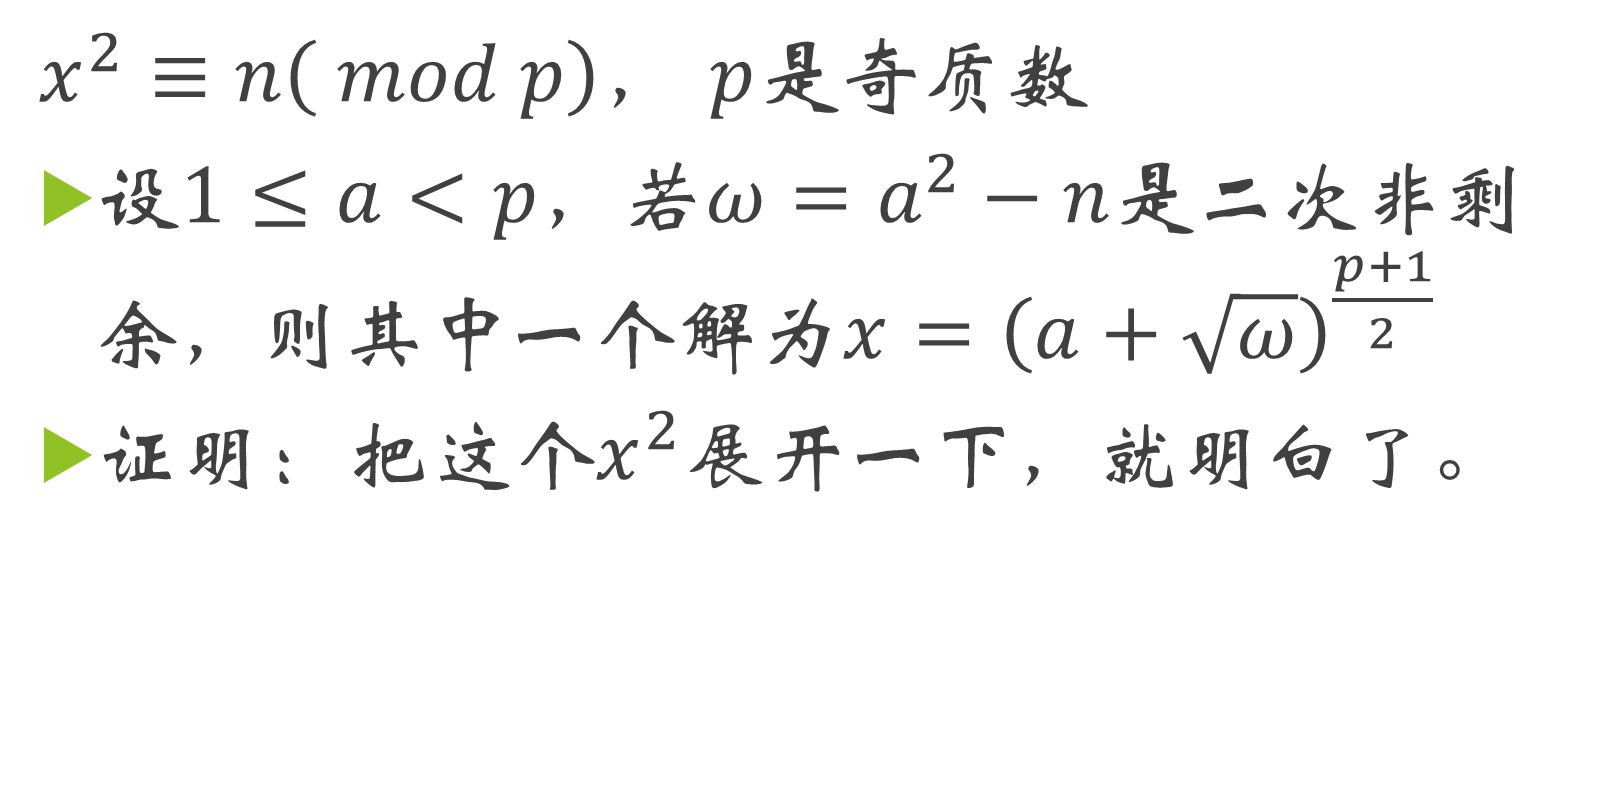 x² ≡ n( mod p)， p是奇质数
设1 ≤ a < p，若ω = a² − n是二次非剩
余，则其中一个解为x = (a + √ω)^((p+1)/2)
证明：把这个x²展开一下，就明白了。